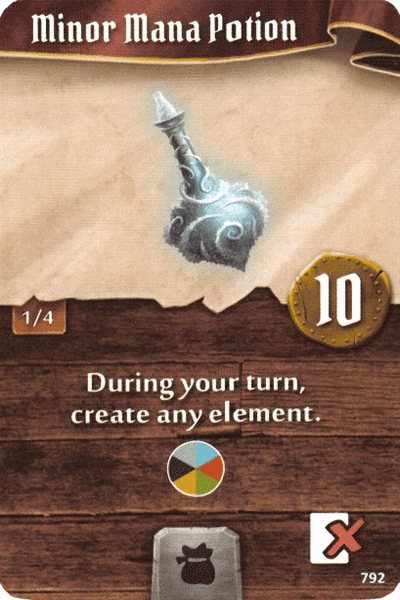 Minor Mana Potion
10
1/4
During your turn,
create any element.
792